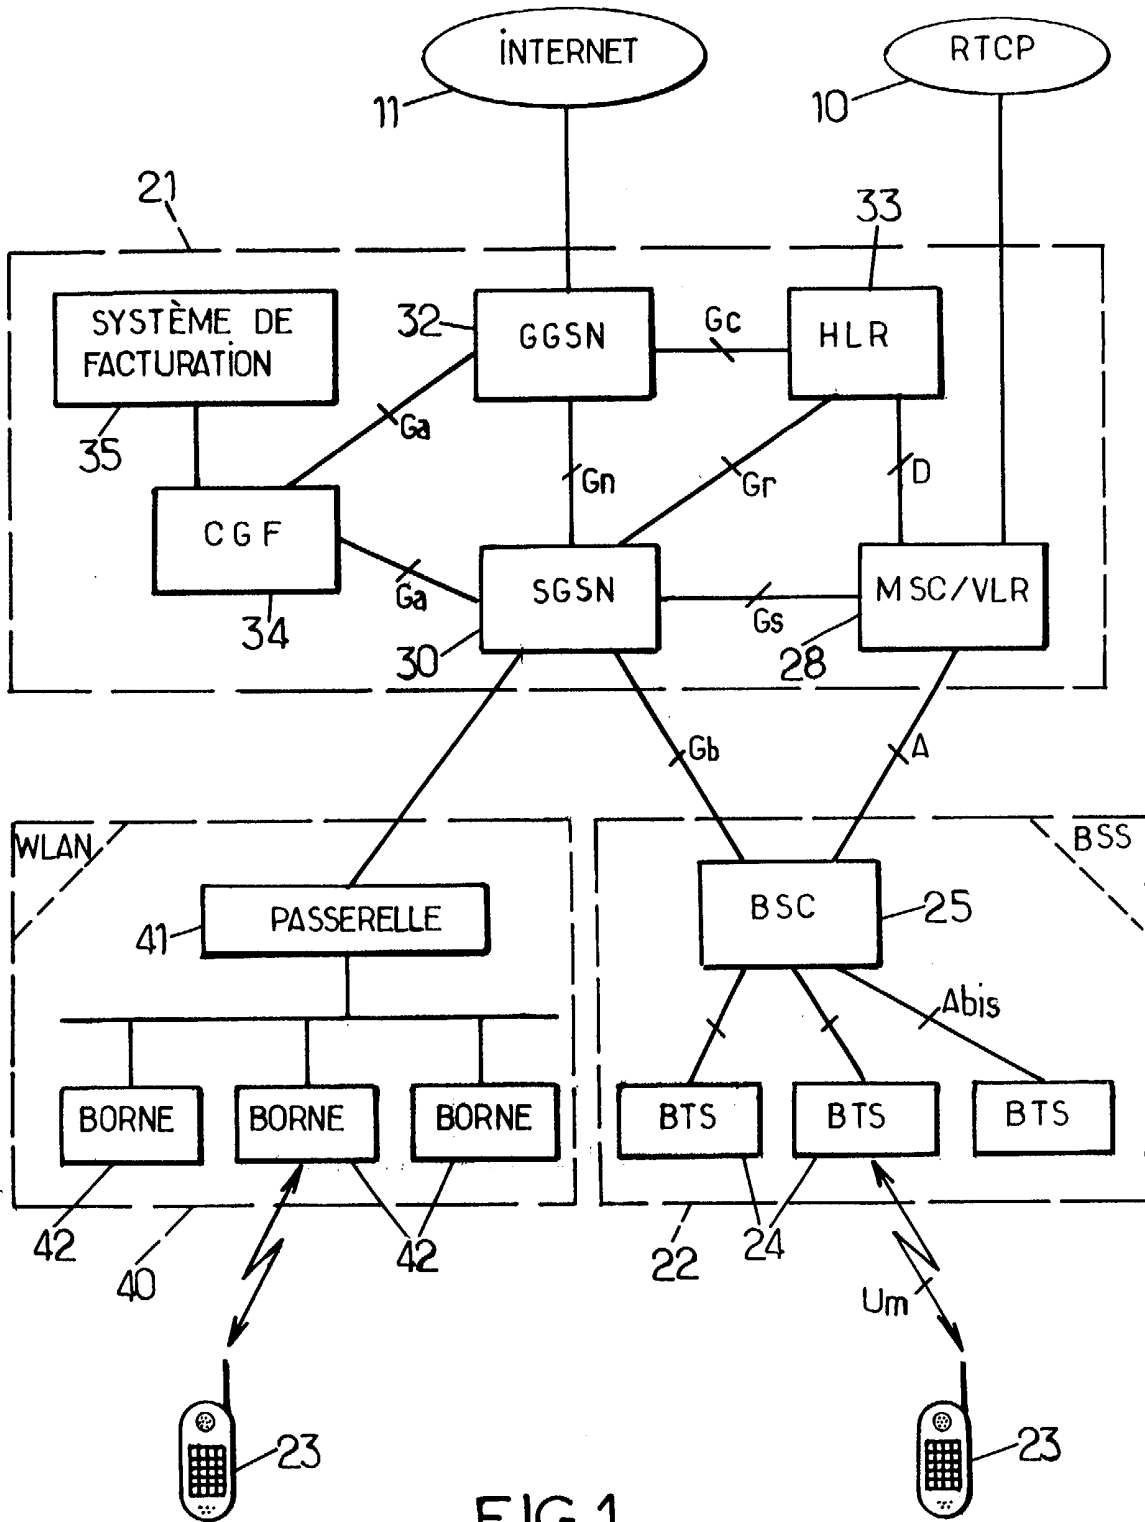 INTERNET
RTCP
11
10
21
33
SYSTÈME DE
FACTURATION
32
GGSN
Gc
HLR
35
Ga
Gn
Gr
D
CGF
Ga
SGSN
Gs
MSC/VLR
34
30
28
Gb
A
WLAN
BSS
PASSERELLE
41
BSC
25
Abis
BORNE
BORNE
BORNE
BTS
BTS
BTS
42
40
42
22
24
Um
23
23
FIG.1